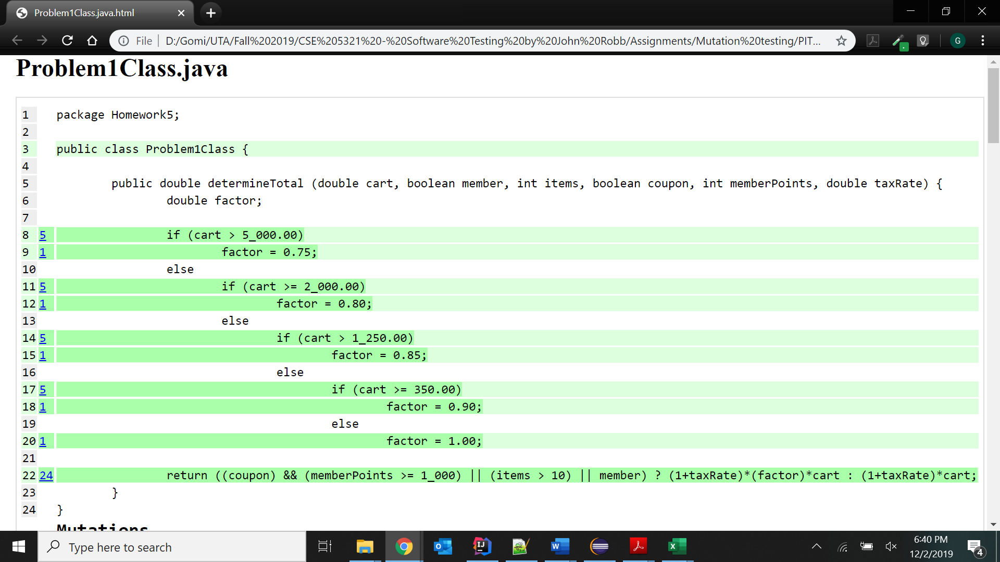 Problem1Class.java.html
File | D:/Gomi/UTA/Fall%202019/CSE%205321%20-%20Software%20Testing%20by%20John%20Robb/Assignments/Mutation%20testing/PIT...
G
Problem1Class.java
1 package Homework5;
2
3 public class Problem1Class {
4
5 public double determineTotal (double cart, boolean member, int items, boolean coupon, int memberPoints, double taxRate) {
6 double factor;
7
8 5 if (cart > 5_000.00)
9 1 factor = 0.75;
10 else
11 5 if (cart >= 2_000.00)
12 1 factor = 0.80;
13 else
14 5 if (cart > 1_250.00)
15 1 factor = 0.85;
16 else
17 5 if (cart >= 350.00)
18 1 factor = 0.90;
19 else
20 1 factor = 1.00;
21
22 24 return ((coupon) && (memberPoints >= 1_000) || (items > 10) || member) ? (1+taxRate)*(factor)*cart : (1+taxRate)*cart;
23 }
24 }
Mutations
Type here to search
6:40 PM
12/2/2019
4